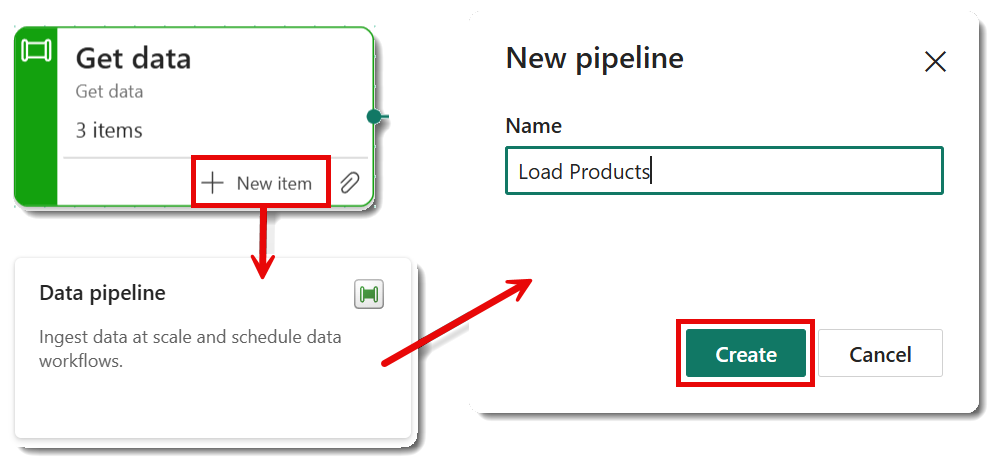 Get data
Get data
3 items
New item
Data pipeline
Ingest data at scale and schedule data
workflows.
New pipeline
Name
Load Products
Create
Cancel